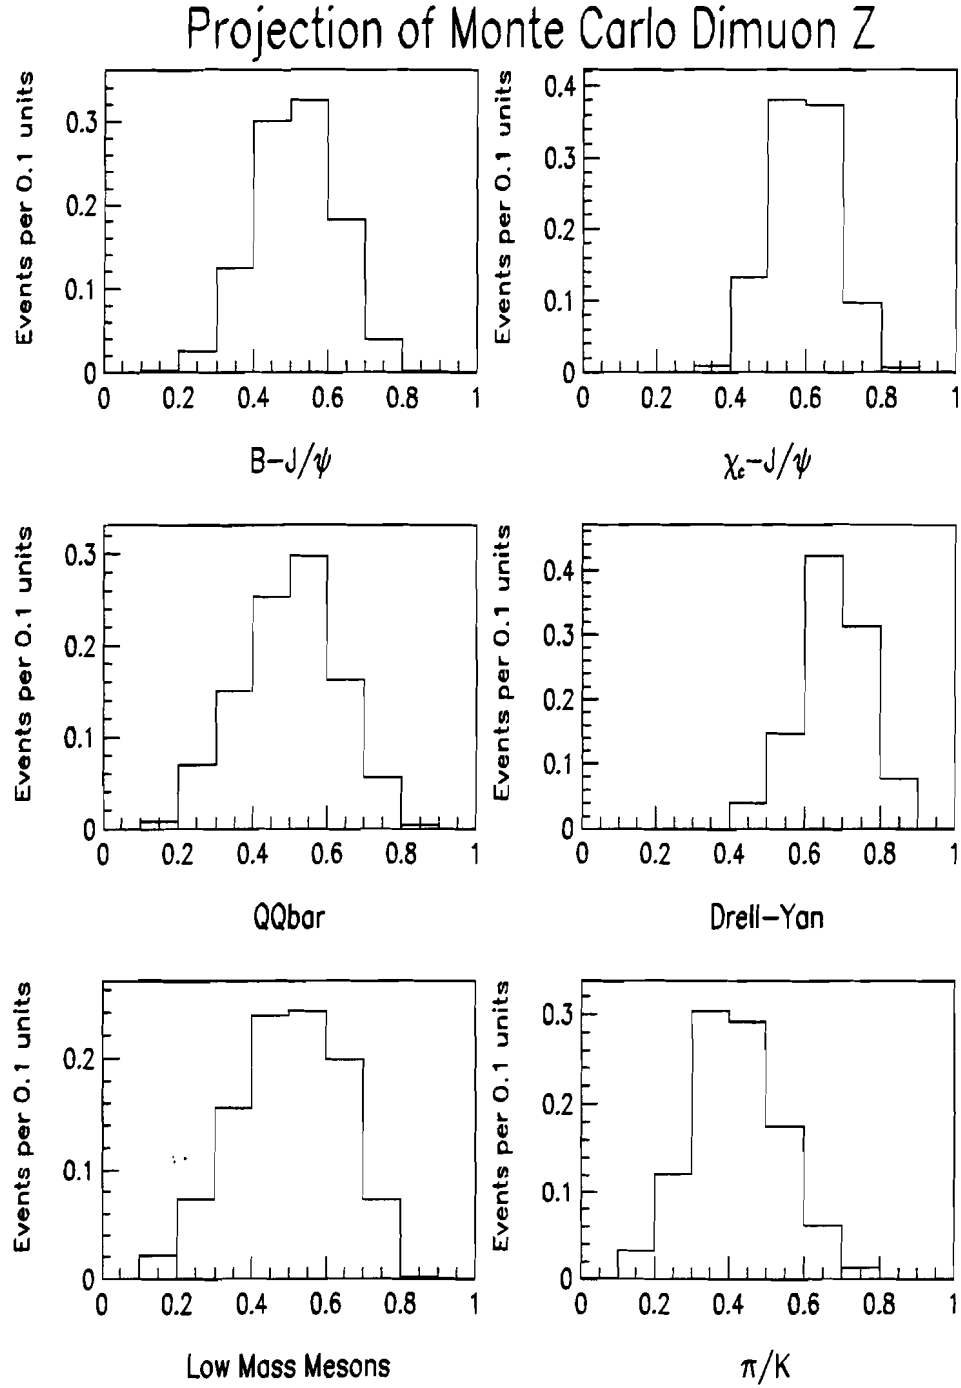 Projection of Monte Carlo Dimuon Z
Events per 0.1 units
0.3
0.2
0.1
0
0 0.2 0.4 0.6 0.8 1
B-J/ψ
Events per 0.1 units
0.4
0.3
0.2
0.1
0
0 0.2 0.4 0.6 0.8 1
χc-J/ψ
Events per 0.1 units
0.3
0.2
0.1
0
0 0.2 0.4 0.6 0.8 1
QQbar
Events per 0.1 units
0.4
0.3
0.2
0.1
0
0 0.2 0.4 0.6 0.8 1
Drell-Yan
Events per 0.1 units
0.2
0.1
0
0 0.2 0.4 0.6 0.8 1
Low Mass Mesons
Events per 0.1 units
0.3
0.2
0.1
0
0 0.2 0.4 0.6 0.8 1
π/K